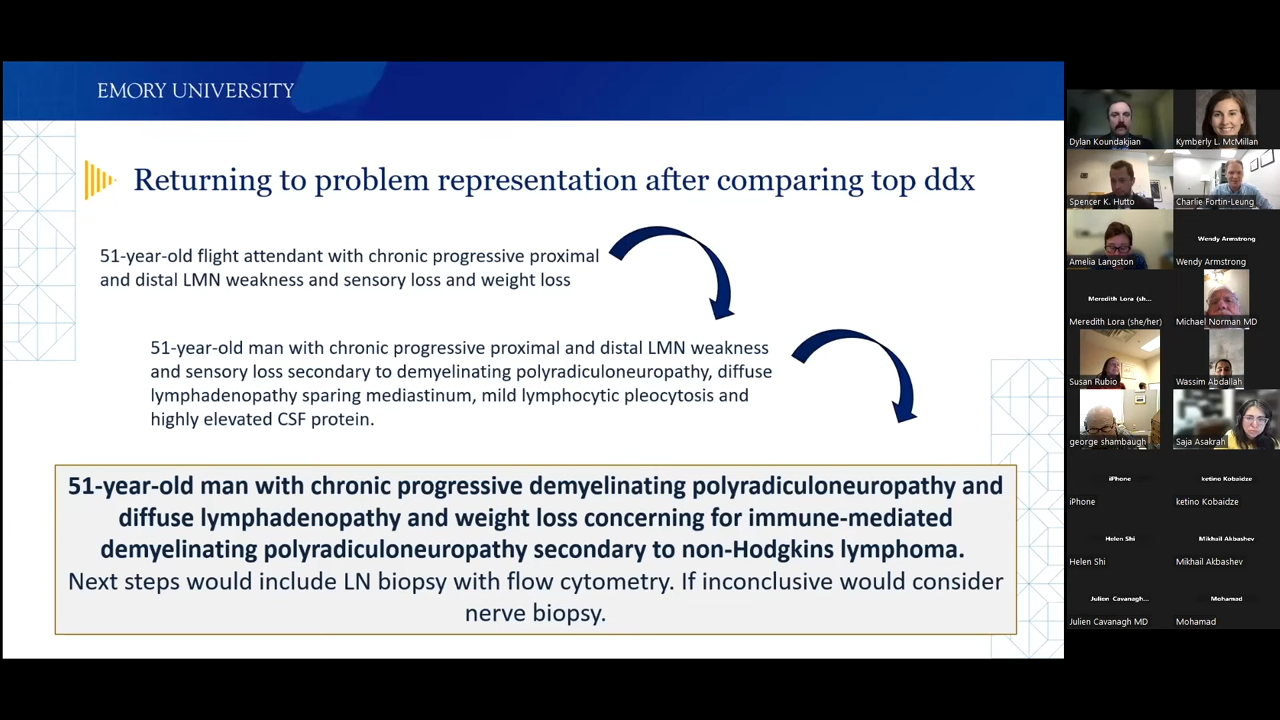 EMORY UNIVERSITY
Returning to problem representation after comparing top ddx
51-year-old flight attendant with chronic progressive proximal
and distal LMN weakness and sensory loss and weight loss
51-year-old man with chronic progressive proximal and distal LMN weakness
and sensory loss secondary to demyelinating polyradiculoneuropathy, diffuse
lymphadenopathy sparing mediastinum, mild lymphocytic pleocytosis and
highly elevated CSF protein.
51-year-old man with chronic progressive demyelinating polyradiculoneuropathy and
diffuse lymphadenopathy and weight loss concerning for immune-mediated
demyelinating polyradiculoneuropathy secondary to non-Hodgkins lymphoma.
Next steps would include LN biopsy with flow cytometry. If inconclusive would consider
nerve biopsy.
Dylan Koundakjian
Kymberly L. McMillan
Spencer K. Hutto
Charlie Fortin-Leung
Amelia Langston
Wendy Armstrong
Wendy Armstrong
Meredith Lora (sh...
Meredith Lora (she/her)
Michael Norman MD
Susan Rubio
Wassim Abdallah
george shambaugh
Saja Asakrah
iPhone
iPhone
ketino Kobaidze
ketino Kobaidze
Helen Shi
Helen Shi
Mikhail Akbashev
Mikhail Akbashev
Julien Cavanagh...
Julien Cavanagh MD
Mohamad
Mohamad